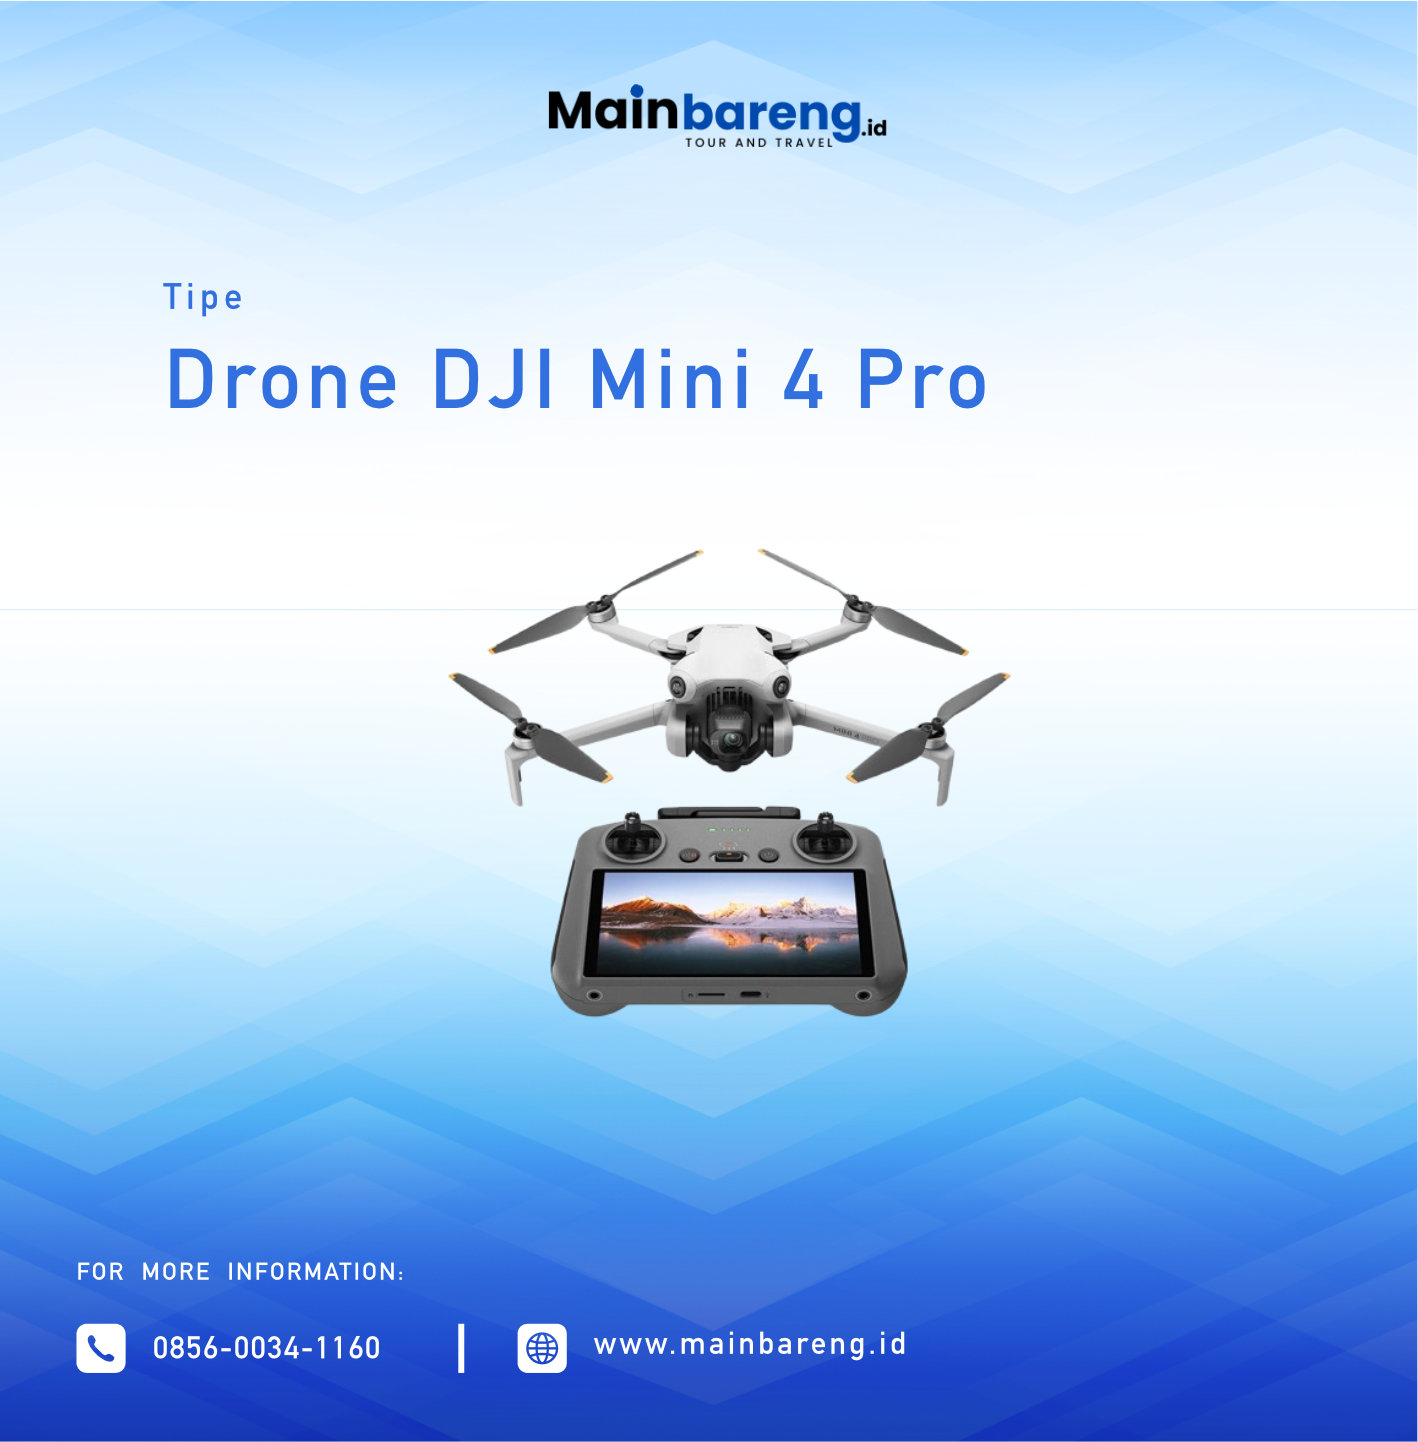 Mainbareng.id
TOUR AND TRAVEL
Tipe
Drone DJI Mini 4 Pro
FOR MORE INFORMATION:
0856-0034-1160
www.mainbareng.id